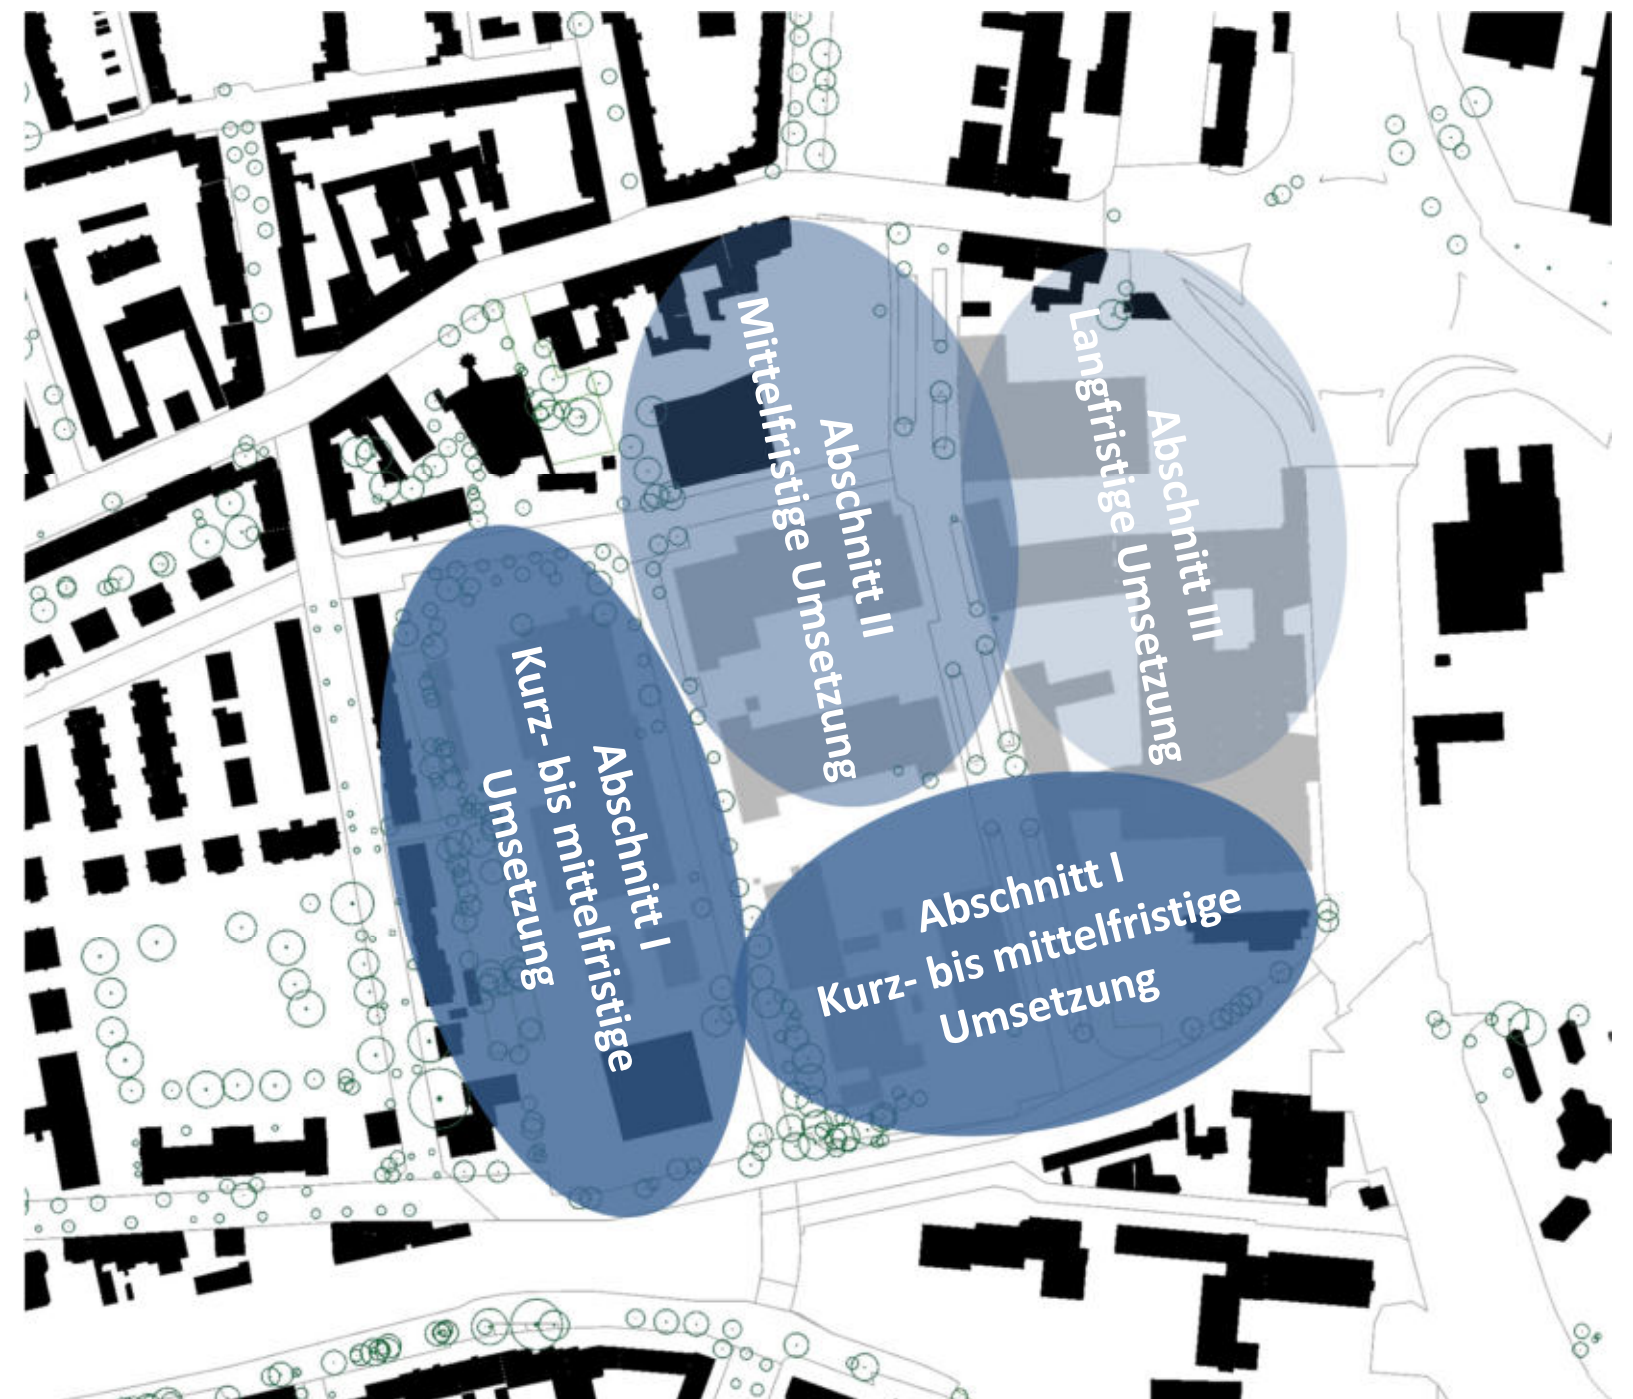 Abschnitt II
Mittelfristige Umsetzung
Abschnitt III
Langfristige Umsetzung
Abschnitt I
Kurz- bis mittelfristige
Umsetzung
Abschnitt I
Kurz- bis mittelfristige
Umsetzung